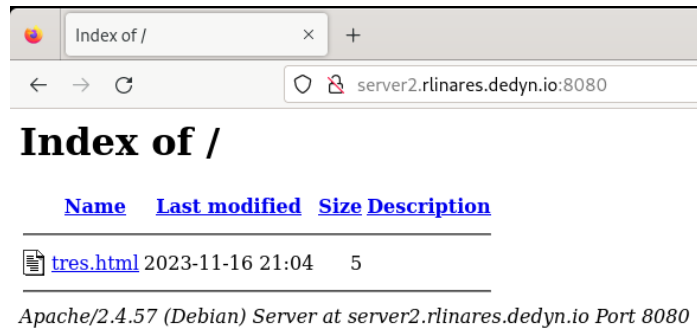 Index of /
server2.rlinares.dedyn.io:8080
Index of /
Name Last modified Size Description
tres.html 2023-11-16 21:04 5
Apache/2.4.57 (Debian) Server at server2.rlinares.dedyn.io Port 8080